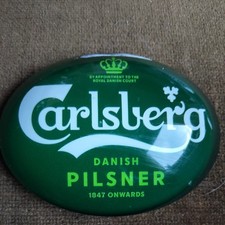 BY APPOINTMENT TO THE
ROYAL DANISH COURT
Carlsberg
DANISH
PILSNER
1847 ONWARDS